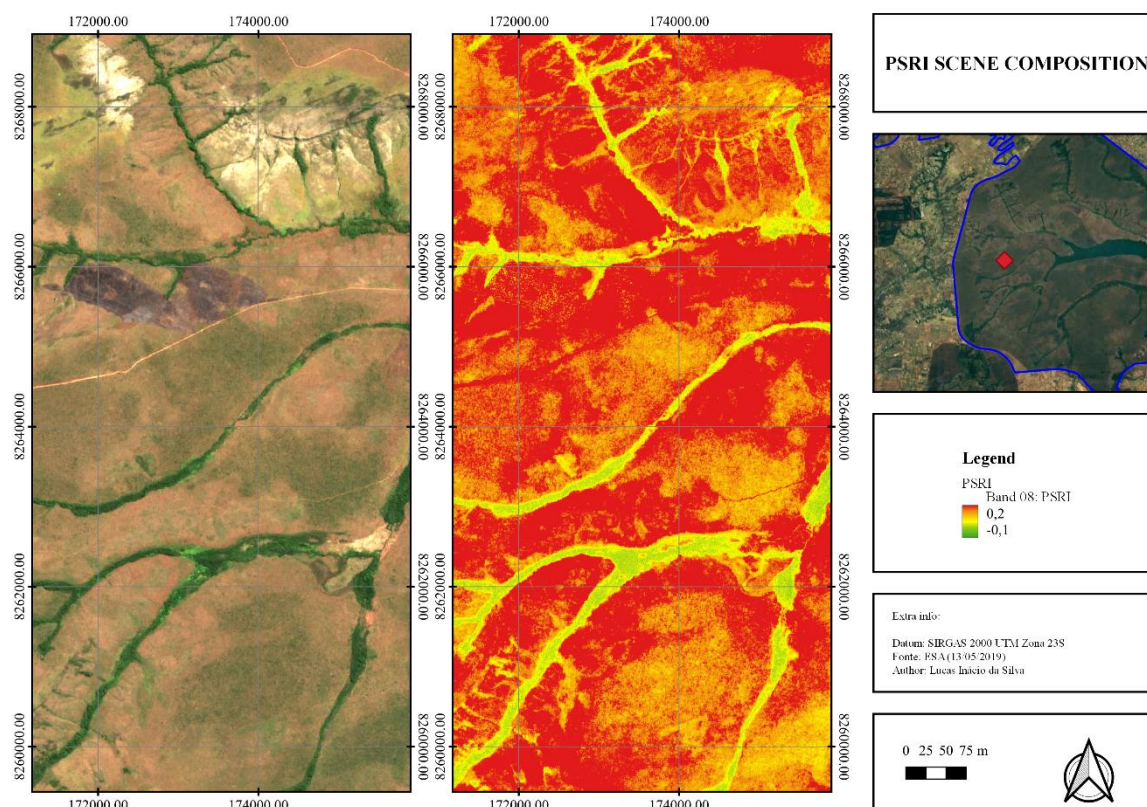 172000.00 174000.00 172000.00 174000.00
8268000.00 8268000.00 8268000.00
8266000.00 8266000.00 8266000.00
8264000.00 8264000.00 8264000.00
8262000.00 8262000.00 8262000.00
8260000.00 8260000.00 8260000.00
172000.00 174000.00 172000.00 174000.00
PSRI SCENE COMPOSITION
Legend
PSRI
Band 08: PSRI
0,2
-0,1
Extra info:
Datum: SIRGAS 2000 UTM Zona 23S
Fonte: ESA (13/05/2019)
Author: Lucas Inácio da Silva
0 25 50 75 m